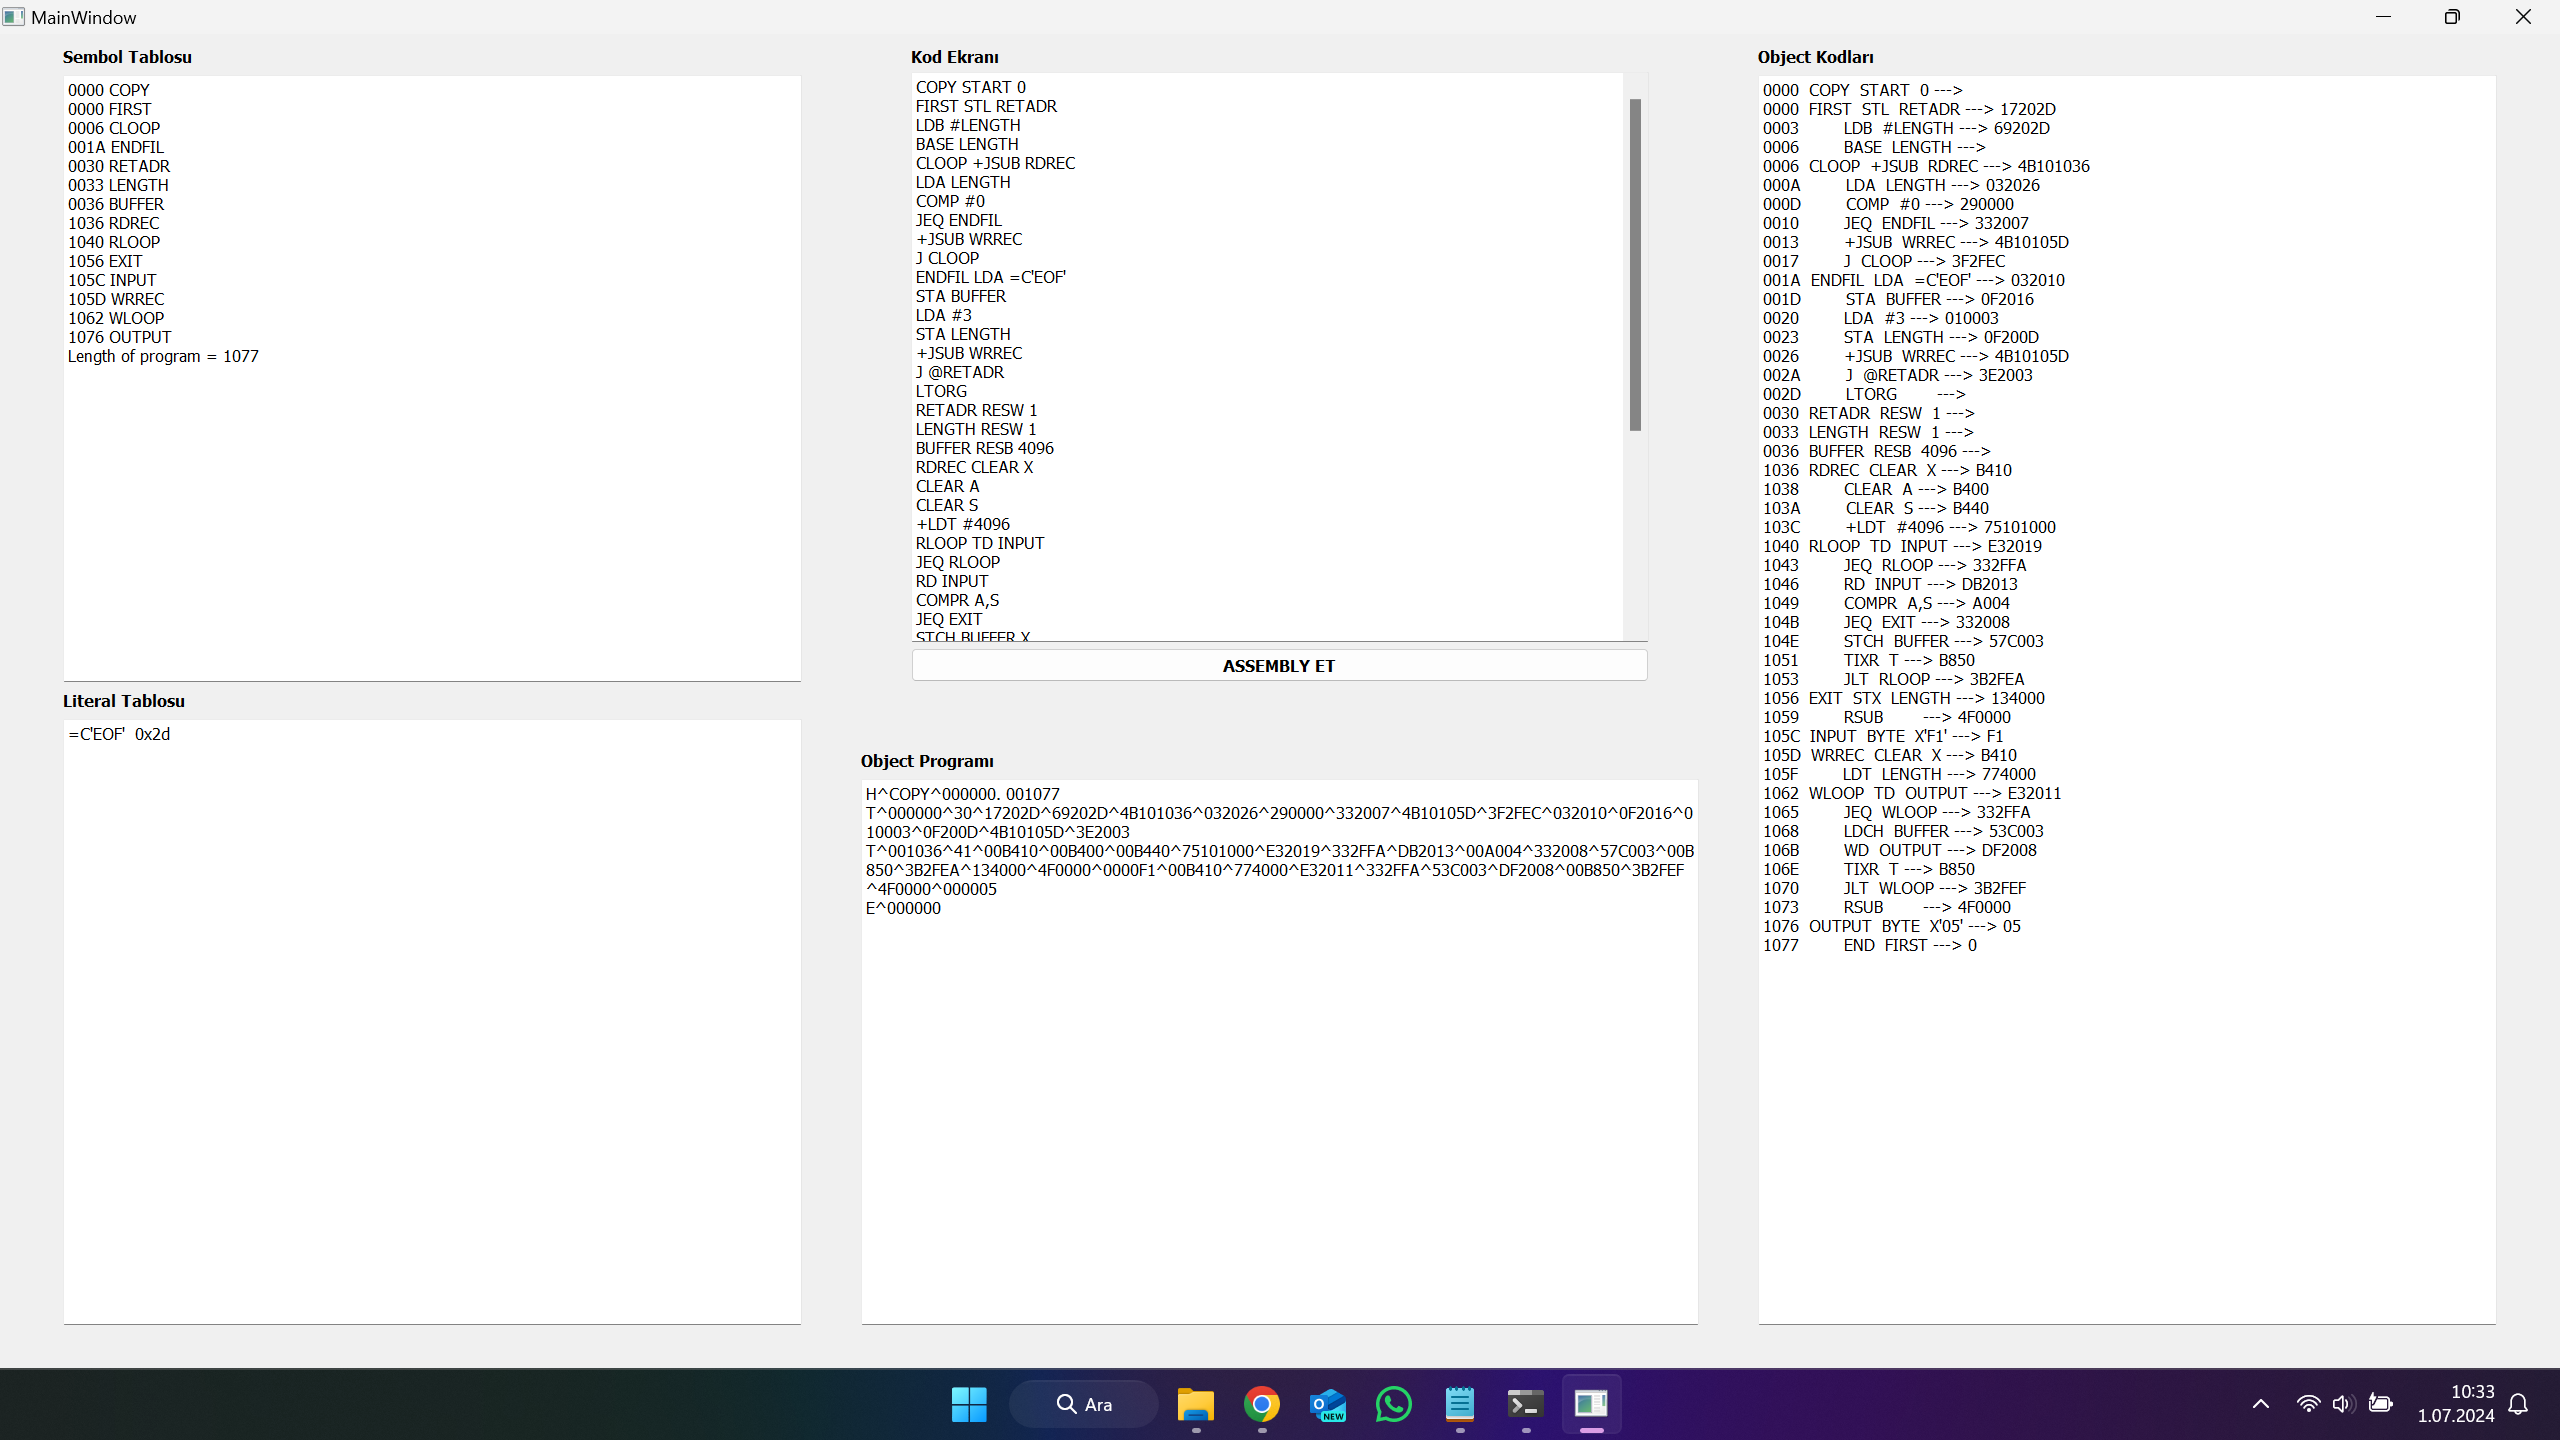 MainWindow
Sembol Tablosu
0000 COPY
0000 FIRST
0006 CLOOP
001A ENDFIL
0030 RETADR
0033 LENGTH
0036 BUFFER
1036 RDREC
1040 RLOOP
1056 EXIT
105C INPUT
105D WRREC
1062 WLOOP
1076 OUTPUT
Length of program = 1077
Literal Tablosu
=C'EOF' 0x2d
Kod Ekranı
COPY START 0
FIRST STL RETADR
LDB #LENGTH
BASE LENGTH
CLOOP +JSUB RDREC
LDA LENGTH
COMP #0
JEQ ENDFIL
+JSUB WRREC
J CLOOP
ENDFIL LDA =C'EOF'
STA BUFFER
LDA #3
STA LENGTH
+JSUB WRREC
J @RETADR
LTORG
RETADR RESW 1
LENGTH RESW 1
BUFFER RESB 4096
RDREC CLEAR X
CLEAR A
CLEAR S
+LDT #4096
RLOOP TD INPUT
JEQ RLOOP
RD INPUT
COMPR A,S
JEQ EXIT
STCH BUFFER X
ASSEMBLY ET
Object Programı
H^COPY^000000. 001077
T^000000^30^17202D^69202D^4B101036^032026^290000^332007^4B10105D^3F2FEC^032010^0F2016^0
10003^0F200D^4B10105D^3E2003
T^001036^41^00B410^00B400^00B440^75101000^E32019^332FFA^DB2013^00A004^332008^57C003^00B
850^3B2FEA^134000^4F0000^0000F1^00B410^774000^E32011^332FFA^53C003^DF2008^00B850^3B2FEF
^4F0000^000005
E^000000
Object Kodları
0000 COPY START 0 --->
0000 FIRST STL RETADR ---> 17202D
0003 LDB #LENGTH ---> 69202D
0006 BASE LENGTH --->
0006 CLOOP +JSUB RDREC ---> 4B101036
000A LDA LENGTH ---> 032026
000D COMP #0 ---> 290000
0010 JEQ ENDFIL ---> 332007
0013 +JSUB WRREC ---> 4B10105D
0017 J CLOOP ---> 3F2FEC
001A ENDFIL LDA =C'EOF' ---> 032010
001D STA BUFFER ---> 0F2016
0020 LDA #3 ---> 010003
0023 STA LENGTH ---> 0F200D
0026 +JSUB WRREC ---> 4B10105D
002A J @RETADR ---> 3E2003
002D LTORG --->
0030 RETADR RESW 1 --->
0033 LENGTH RESW 1 --->
0036 BUFFER RESB 4096 --->
1036 RDREC CLEAR X ---> B410
1038 CLEAR A ---> B400
103A CLEAR S ---> B440
103C +LDT #4096 ---> 75101000
1040 RLOOP TD INPUT ---> E32019
1043 JEQ RLOOP ---> 332FFA
1046 RD INPUT ---> DB2013
1049 COMPR A,S ---> A004
104B JEQ EXIT ---> 332008
104E STCH BUFFER ---> 57C003
1051 TIXR T ---> B850
1053 JLT RLOOP ---> 3B2FEA
1056 EXIT STX LENGTH ---> 134000
1059 RSUB ---> 4F0000
105C INPUT BYTE X'F1' ---> F1
105D WRREC CLEAR X ---> B410
105F LDT LENGTH ---> 774000
1062 WLOOP TD OUTPUT ---> E32011
1065 JEQ WLOOP ---> 332FFA
1068 LDCH BUFFER ---> 53C003
106B WD OUTPUT ---> DF2008
106E TIXR T ---> B850
1070 JLT WLOOP ---> 3B2FEF
1073 RSUB ---> 4F0000
1076 OUTPUT BYTE X'05' ---> 05
1077 END FIRST ---> 0
Ara
NEW
10:33
1.07.2024